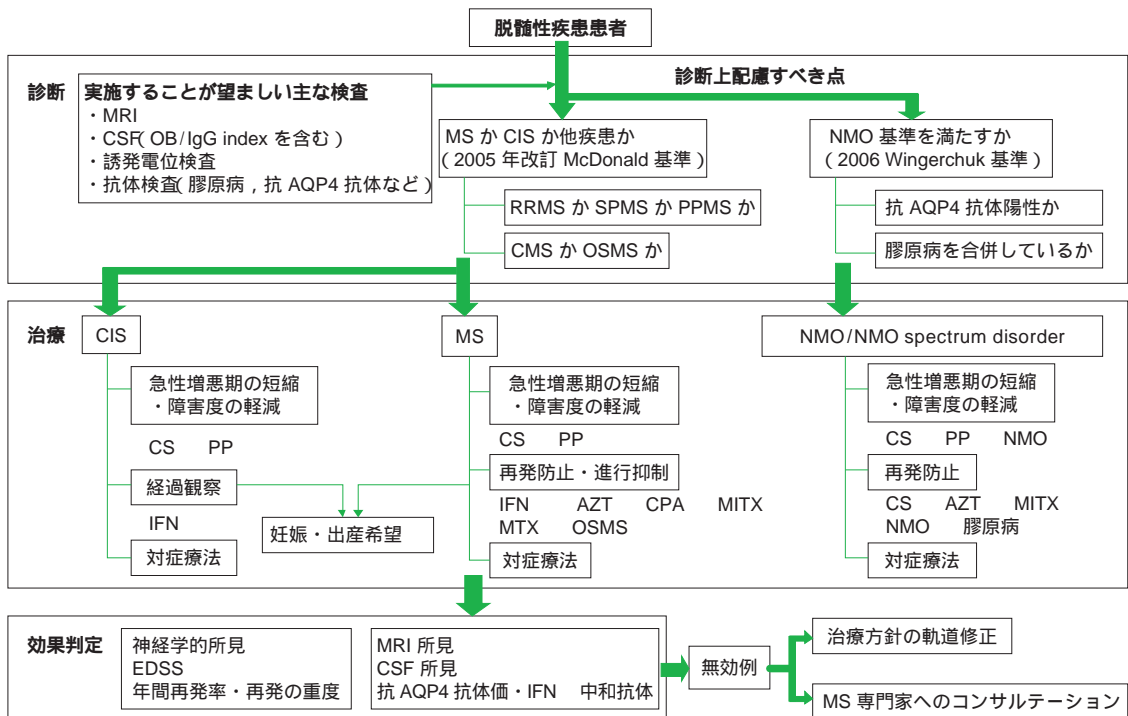 脱髄性疾患患者
診断
実施することが望ましい主な検査
・MRI
・CSF（OB/IgG index を含む）
・誘発電位検査
・抗体検査（膠原病，抗 AQP4 抗体など）
診断上配慮すべき点
MS か CIS か他疾患か
（2005 年改訂 McDonald 基準）
RRMS か SPMS か PPMS か
CMS か OSMS か
NMO 基準を満たすか
（2006 Wingerchuk 基準）
抗 AQP4 抗体陽性か
膠原病を合併しているか
治療
CIS
急性増悪期の短縮
・障害度の軽減
CS PP
経過観察
IFN
対症療法
妊娠・出産希望
MS
急性増悪期の短縮
・障害度の軽減
CS PP
再発防止・進行抑制
IFN AZT CPA MITX
MTX OSMS
対症療法
NMO/NMO spectrum disorder
急性増悪期の短縮
・障害度の軽減
CS PP NMO
再発防止
CS AZT MITX
NMO 膠原病
対症療法
効果判定
神経学的所見
EDSS
年間再発率・再発の重度
MRI 所見
CSF 所見
抗 AQP4 抗体価・IFN 中和抗体
無効例
治療方針の軌道修正
MS 専門家へのコンサルテーション